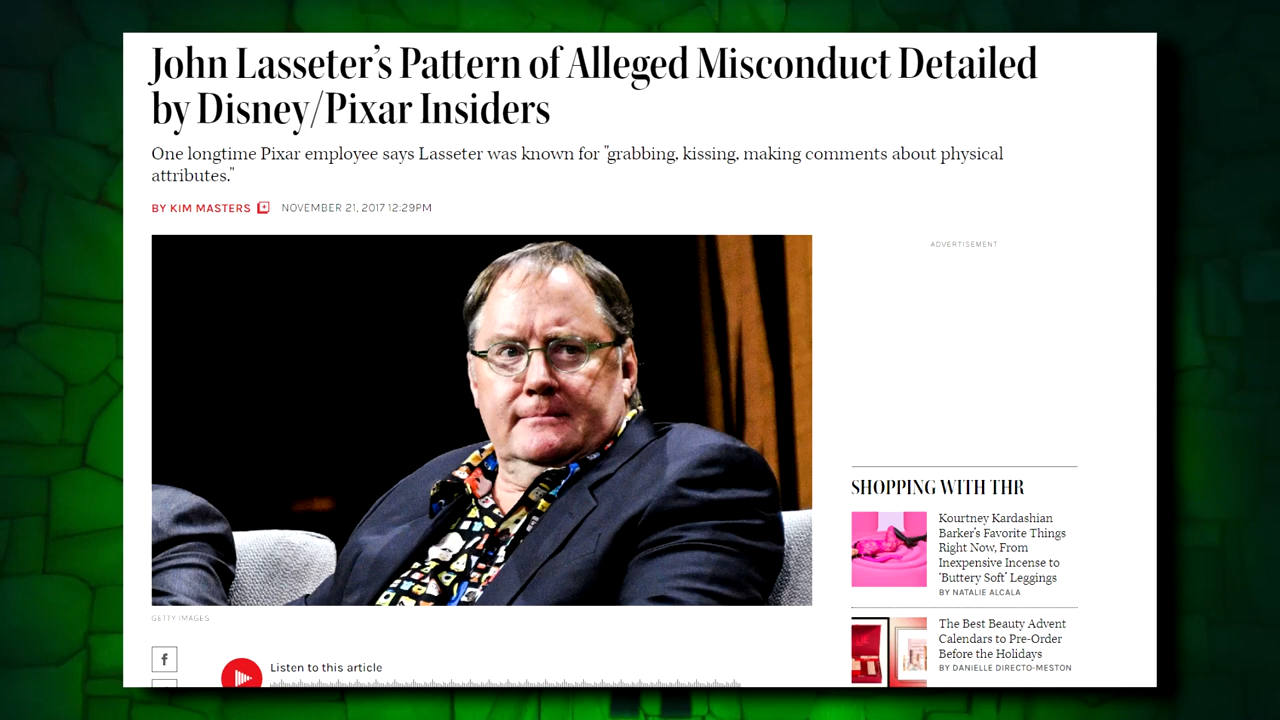 John Lasseter's Pattern of Alleged Misconduct Detailed
by Disney/Pixar Insiders
One longtime Pixar employee says Lasseter was known for "grabbing, kissing, making comments about physical
attributes."
BY KIM MASTERS NOVEMBER 21, 2017 12:29PM
ADVERTISEMENT
GETTY IMAGES
f
Listen to this article
SHOPPING WITH THR
Kourtney Kardashian
Barker's Favorite Things
Right Now, From
Inexpensive Incense to
'Buttery Soft' Leggings
BY NATALIE ALCALA
The Best Beauty Advent
Calendars to Pre-Order
Before the Holidays
BY DANIELLE DIRECTO-MESTON